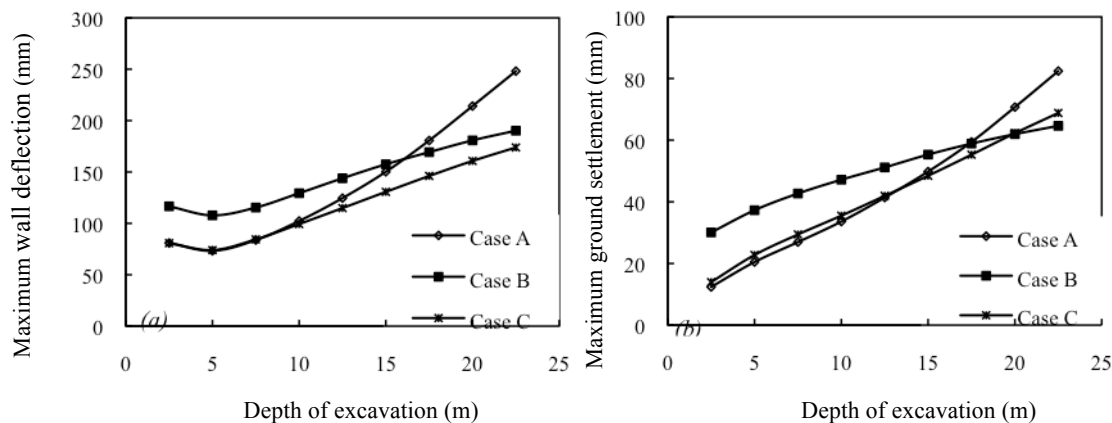 Maximum wall deflection (mm)
300
250
200
150
100
50
0
(a)
Case A
Case B
Case C
0 5 10 15 20 25
Depth of excavation (m)
Maximum ground settlement (mm)
100
80
60
40
20
0
(b)
Case A
Case B
Case C
0 5 10 15 20 25
Depth of excavation (m)